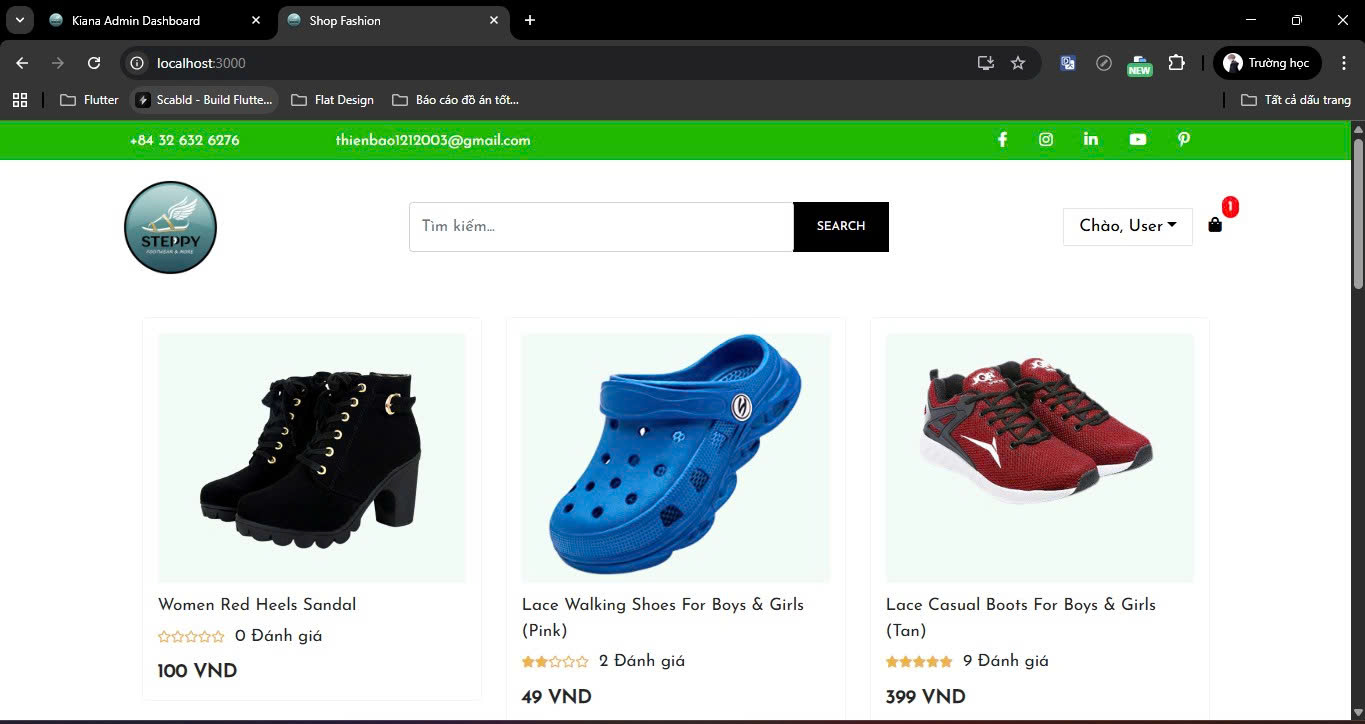 Kiana Admin Dashboard
Shop Fashion
localhost:3000
NEW
Trường học
Flutter
Scabld - Build Flutte...
Flat Design
Báo cáo đồ án tốt...
Tất cả dấu trang
+84 32 632 6276
thienbao1212003@gmail.com
STEPPY
FOOTWEAR & MORE
Tìm kiếm...
SEARCH
Chào, User
1
Women Red Heels Sandal
0 Đánh giá
100 VND
Lace Walking Shoes For Boys & Girls
(Pink)
2 Đánh giá
49 VND
Lace Casual Boots For Boys & Girls
(Tan)
9 Đánh giá
399 VND